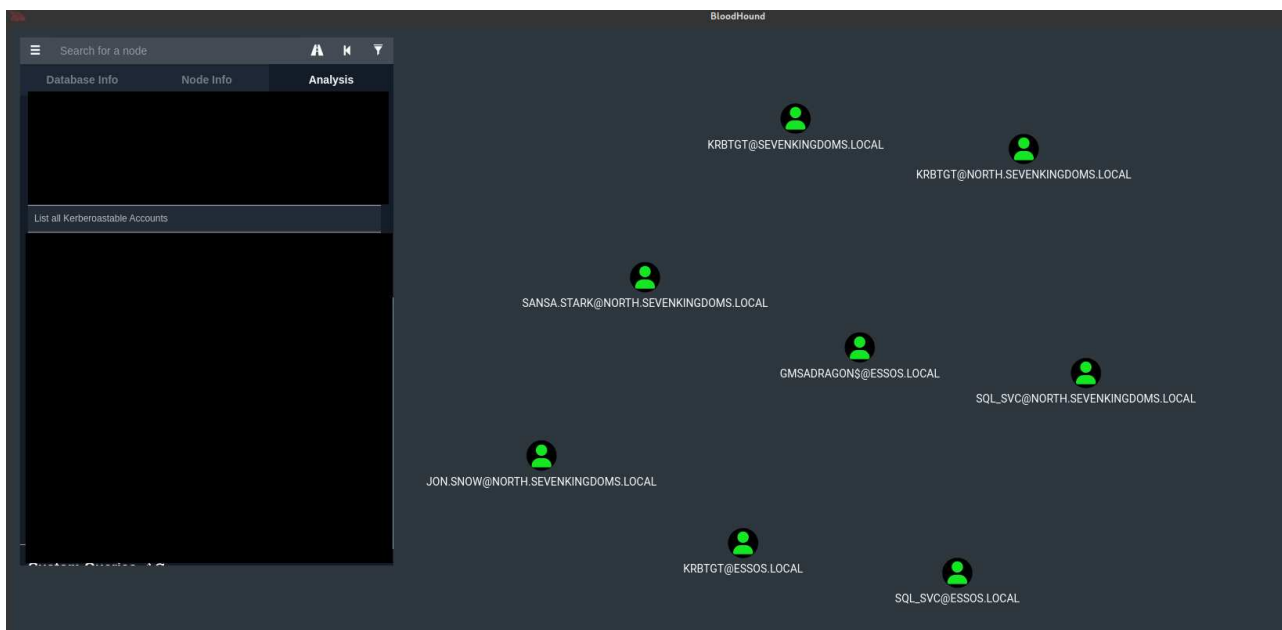 BloodHound
Search for a node
Database Info Node Info Analysis
List all Kerberoastable Accounts
KRBTGT@SEVENKINGDOMS.LOCAL
KRBTGT@NORTH.SEVENKINGDOMS.LOCAL
SANSA.STARK@NORTH.SEVENKINGDOMS.LOCAL
GMSADRAGON$@ESSOS.LOCAL
SQL_SVC@NORTH.SEVENKINGDOMS.LOCAL
JON.SNOW@NORTH.SEVENKINGDOMS.LOCAL
KRBTGT@ESSOS.LOCAL
SQL_SVC@ESSOS.LOCAL